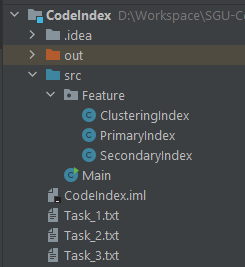 CodeIndex D:\Workspace\SGU-C
.idea
out
src
Feature
ClusteringIndex
PrimaryIndex
SecondaryIndex
Main
CodeIndex.iml
Task_1.txt
Task_2.txt
Task_3.txt